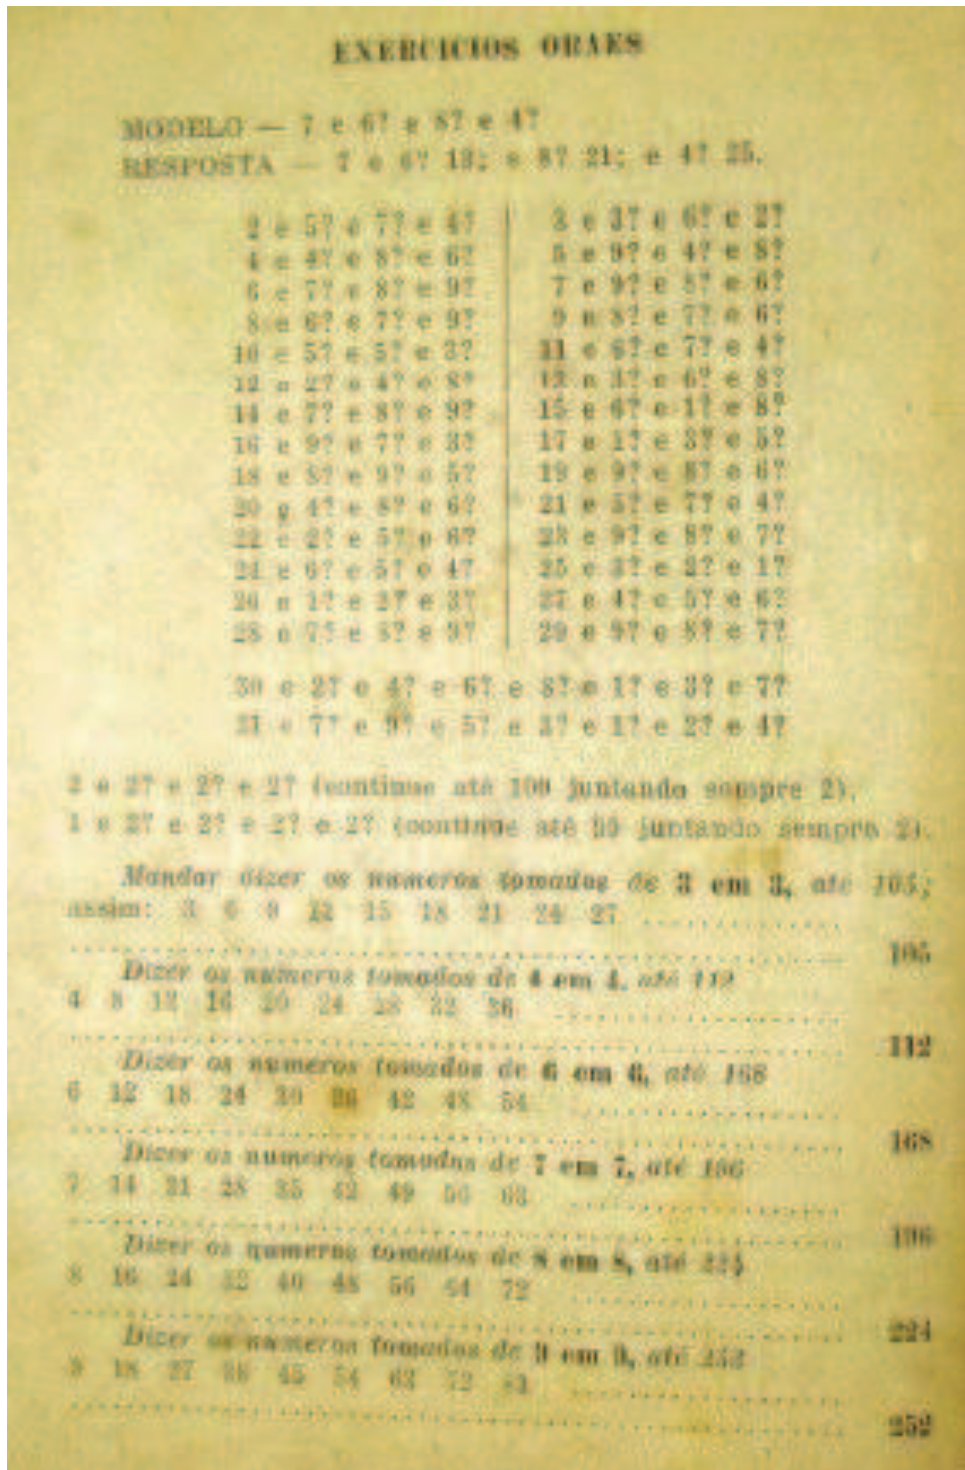 EXERCICIOS ORAES
MODELO — 7 e 6? e 8? e 4?
RESPOSTA — 7 e 6? 13; e 8? 21; e 4? 25.
2 e 5? e 7? e 4?
4 e 4? e 8? e 6?
6 e 7? e 8? e 9?
8 e 6? e 7? e 9?
10 e 5? e 5? e 3?
12 e 2? e 4? e 8?
14 e 7? e 8? e 9?
16 e 9? e 7? e 3?
18 e 8? e 9? e 5?
20 e 4? e 8? e 6?
22 e 2? e 5? e 6?
24 e 6? e 5? e 4?
26 e 1? e 2? e 3?
28 e 7? e 8? e 9?
3 e 3? e 6? e 2?
5 e 9? e 4? e 8?
7 e 9? e 8? e 6?
9 e 8? e 7? e 6?
11 e 6? e 7? e 4?
13 e 3? e 6? e 8?
15 e 6? e 1? e 8?
17 e 1? e 3? e 5?
19 e 9? e 8? e 6?
21 e 5? e 7? e 4?
23 e 9? e 8? e 7?
25 e 3? e 2? e 1?
27 e 4? e 5? e 6?
29 e 9? e 8? e 7?
30 e 2? e 4? e 6? e 8? e 1? e 3? e 7?
31 e 7? e 9? e 5? e 3? e 1? e 2? e 4?
2 e 2? e 2? e 2? (continue até 100 juntando sempre 2).
1 e 2? e 2? e 2? e 2? (continue até 99 juntando sempre 2).
Mandar dizer os numeros tomados de 3 em 3, até 105;
assim: 3 6 9 12 15 18 21 24 27 ..............
.................................................. 105
Dizer os numeros tomados de 4 em 4, até 112
4 8 12 16 20 24 28 32 36 ..................
.................................................. 112
Dizer os numeros tomados de 6 em 6, até 168
6 12 18 24 30 36 42 48 54 ..................
.................................................. 168
Dizer os numeros tomados de 7 em 7, até 196
7 14 21 28 35 42 49 56 63 ..................
.................................................. 196
Dizer os numeros tomados de 8 em 8, até 224
8 16 24 32 40 48 56 64 72 ..................
.................................................. 224
Dizer os numeros tomados de 9 em 9, até 252
9 18 27 36 45 54 63 72 81 ..................
.................................................. 252